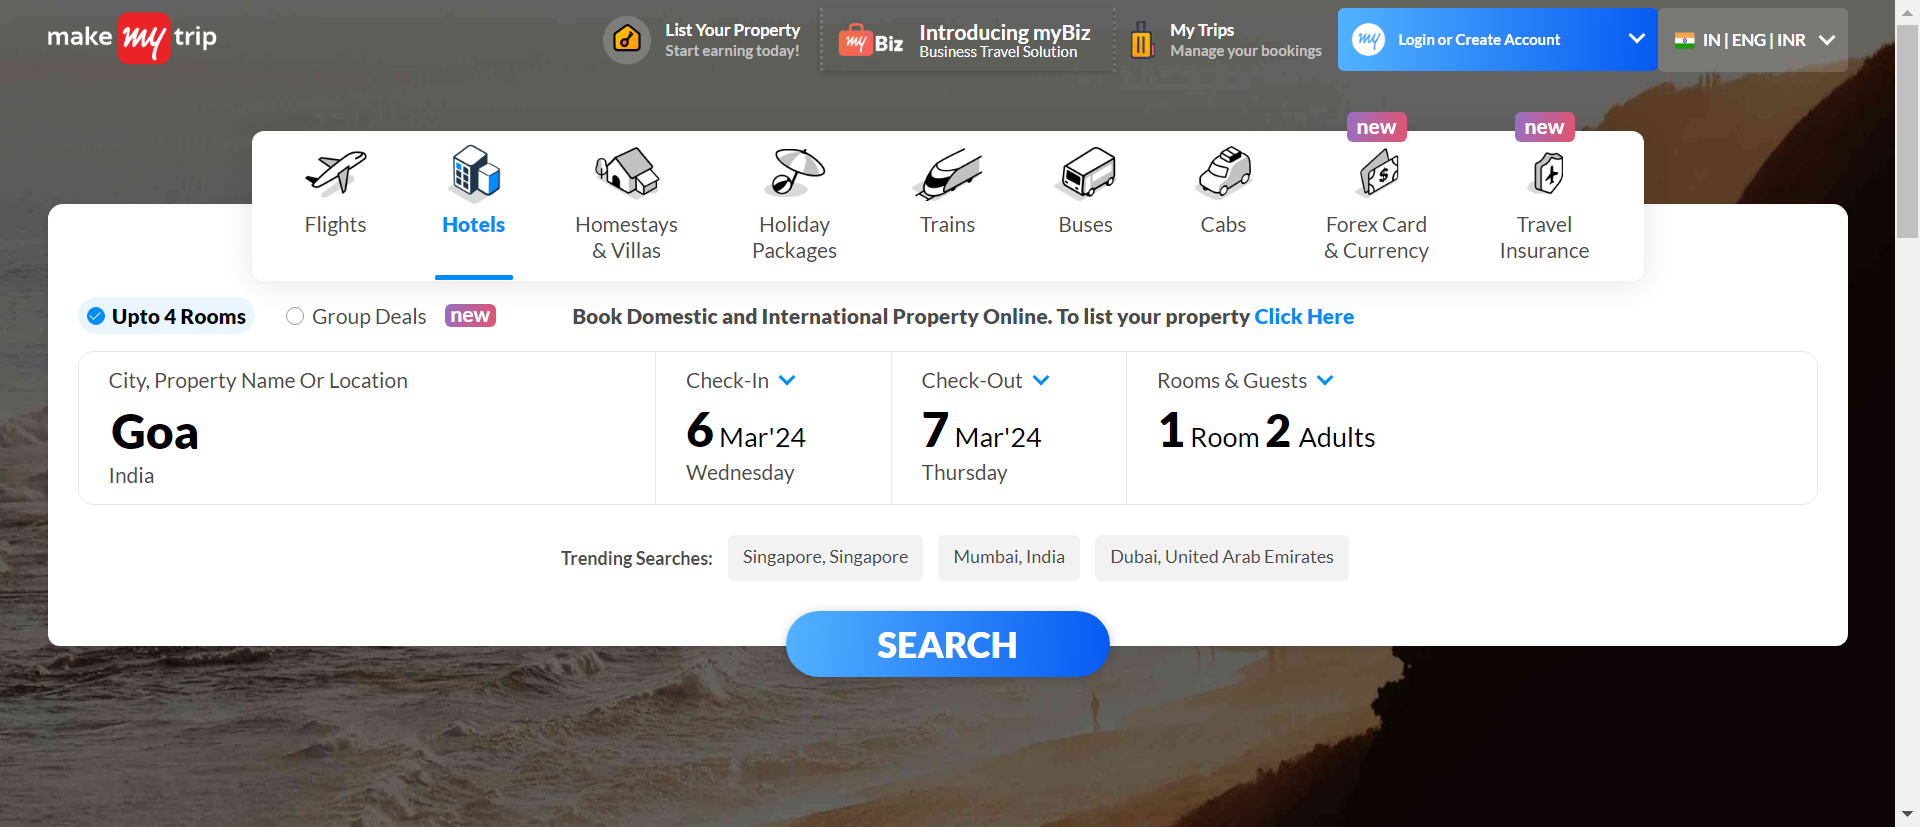 make my trip
List Your Property
Start earning today!
my Biz
Introducing myBiz
Business Travel Solution
My Trips
Manage your bookings
my
Login or Create Account
IN | ENG | INR
new
new
Flights
Hotels
Homestays
& Villas
Holiday
Packages
Trains
Buses
Cabs
Forex Card
& Currency
Travel
Insurance
Upto 4 Rooms
Group Deals
new
Book Domestic and International Property Online. To list your property Click Here
City, Property Name Or Location
Goa
India
Check-In
6 Mar'24
Wednesday
Check-Out
7 Mar'24
Thursday
Rooms & Guests
1 Room 2 Adults
Trending Searches:
Singapore, Singapore
Mumbai, India
Dubai, United Arab Emirates
SEARCH